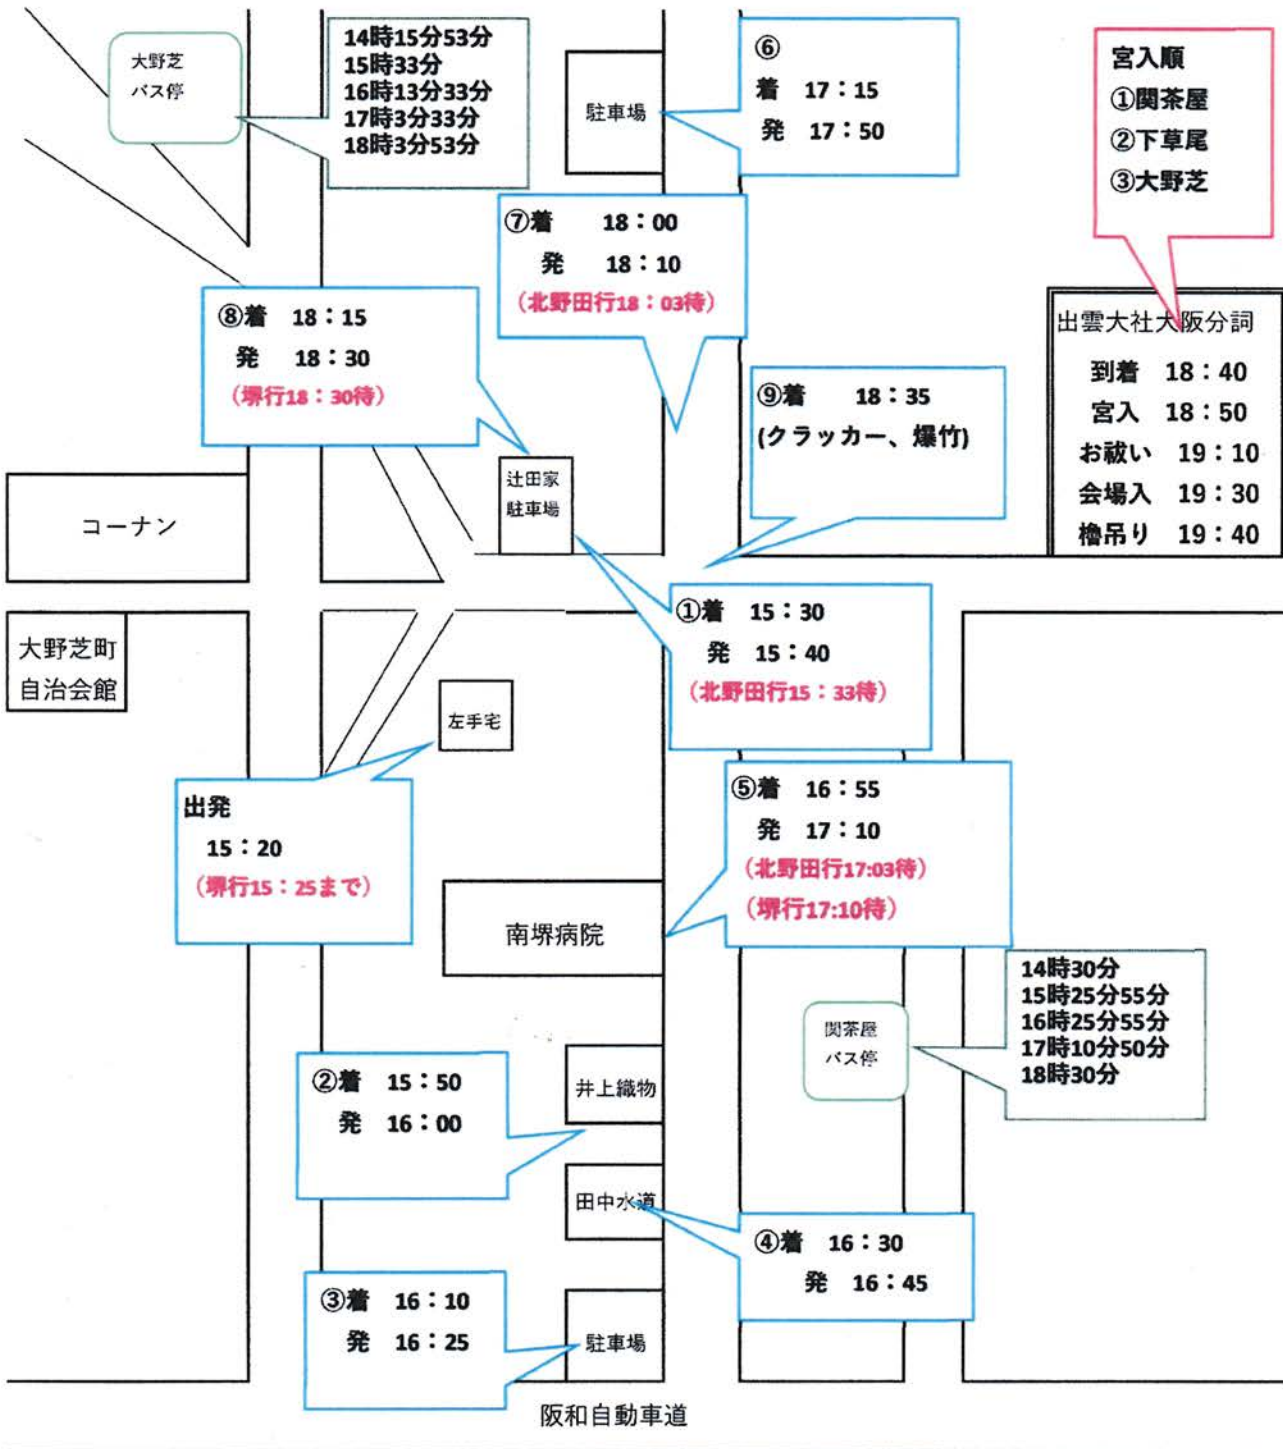 大野芝
バス停
14時15分53分
15時33分
16時13分33分
17時3分33分
18時3分53分
駐車場
⑥
着 17：15
発 17：50
宮入順
①関茶屋
②下草尾
③大野芝
⑦着 18：00
発 18：10
（北野田行18：03待）
⑧着 18：15
発 18：30
（堺行18：30待）
⑨着 18：35
(クラッカー、爆竹)
出雲大社大阪分詞
到着 18：40
宮入 18：50
お祓い 19：10
会場入 19：30
擓吊り 19：40
辻田家
駐車場
コーナン
①着 15：30
発 15：40
（北野田行15：33待）
大野芝町
自治会館
左手宅
出発
15：20
（堺行15：25まで）
⑤着 16：55
発 17：10
（北野田行17:03待）
（堺行17:10待）
南堺病院
14時30分
15時25分55分
16時25分55分
17時10分50分
18時30分
関茶屋
バス停
②着 15：50
発 16：00
井上織物
田中水道
④着 16：30
発 16：45
③着 16：10
発 16：25
駐車場
阪和自動車道